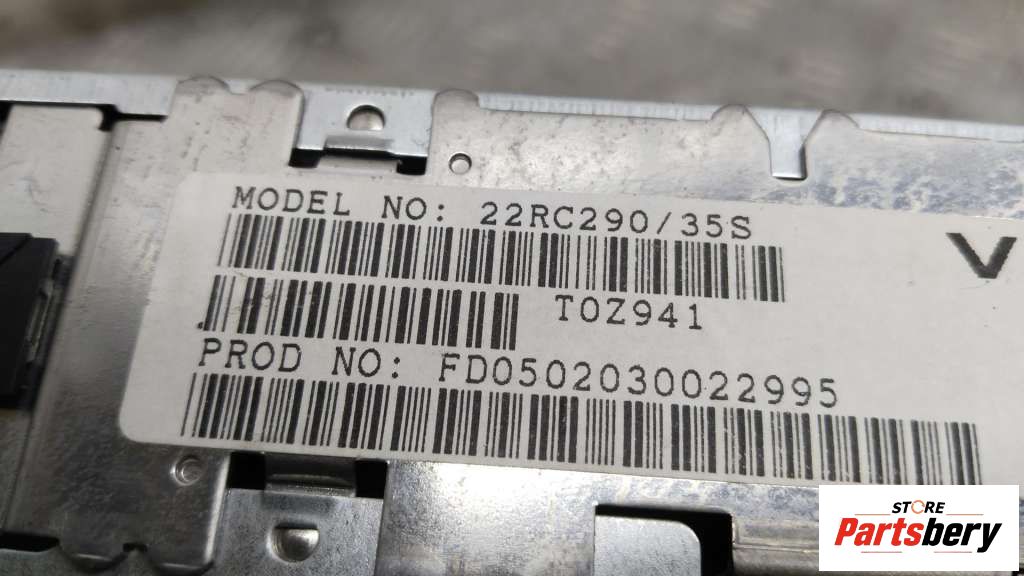 MODEL NO: 22RC290/35S
V
T0Z941
PROD NO: FD0502030022995
STORE
Partsbery